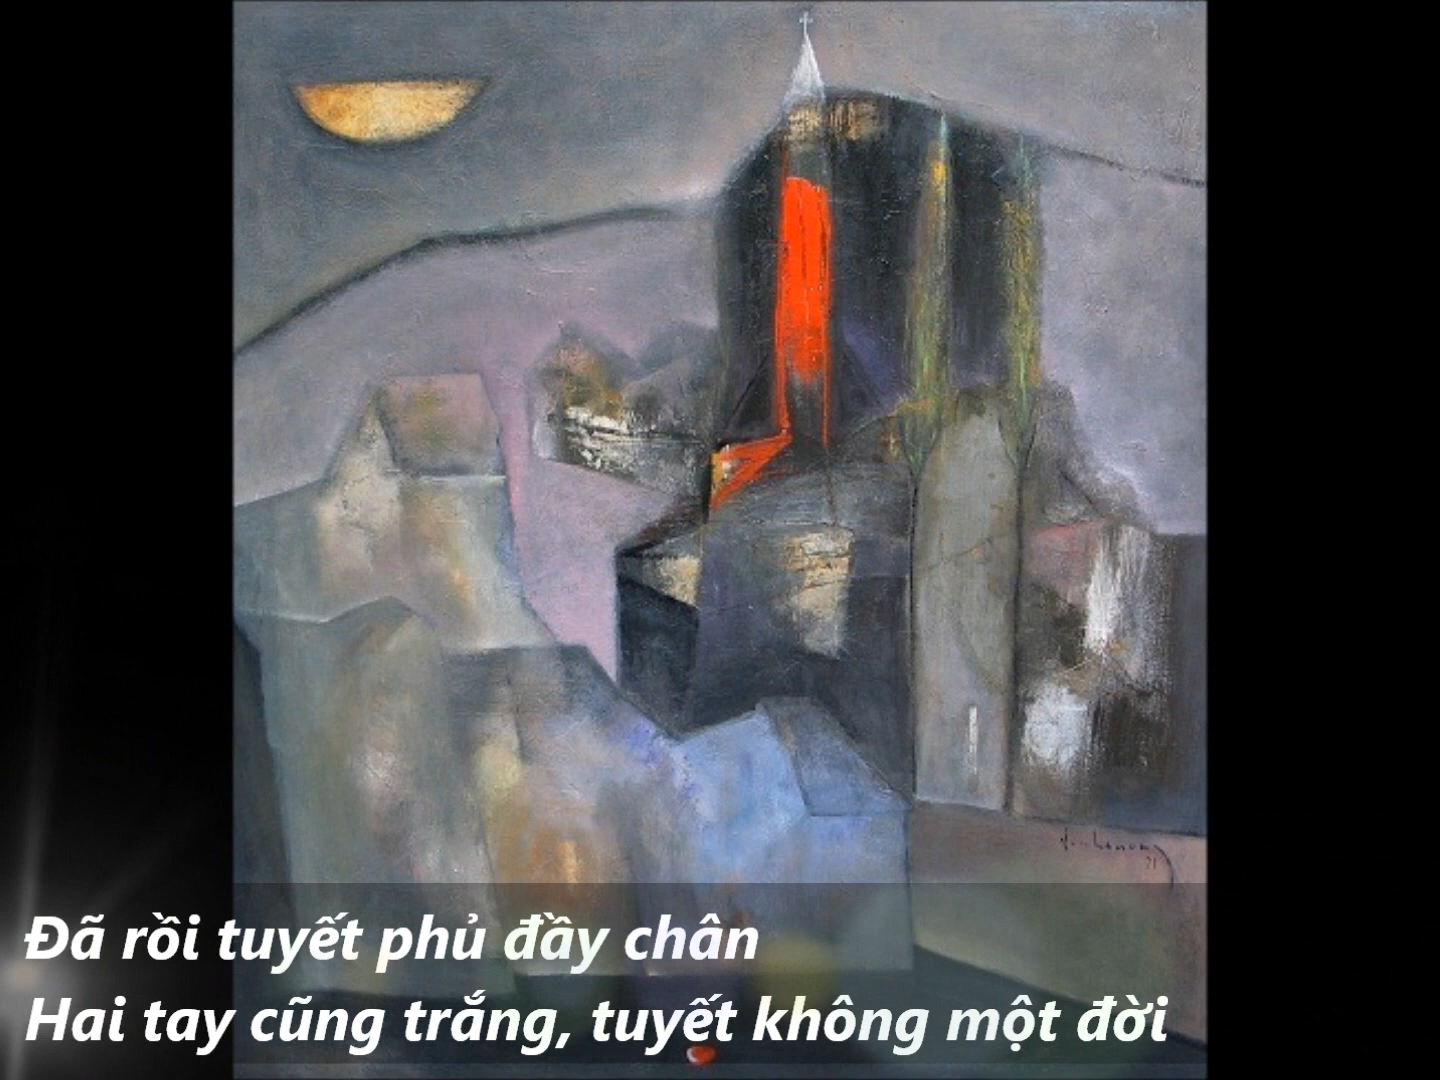 Đã rồi tuyết phủ đầy chân
Hai tay cũng trắng, tuyết không một đời